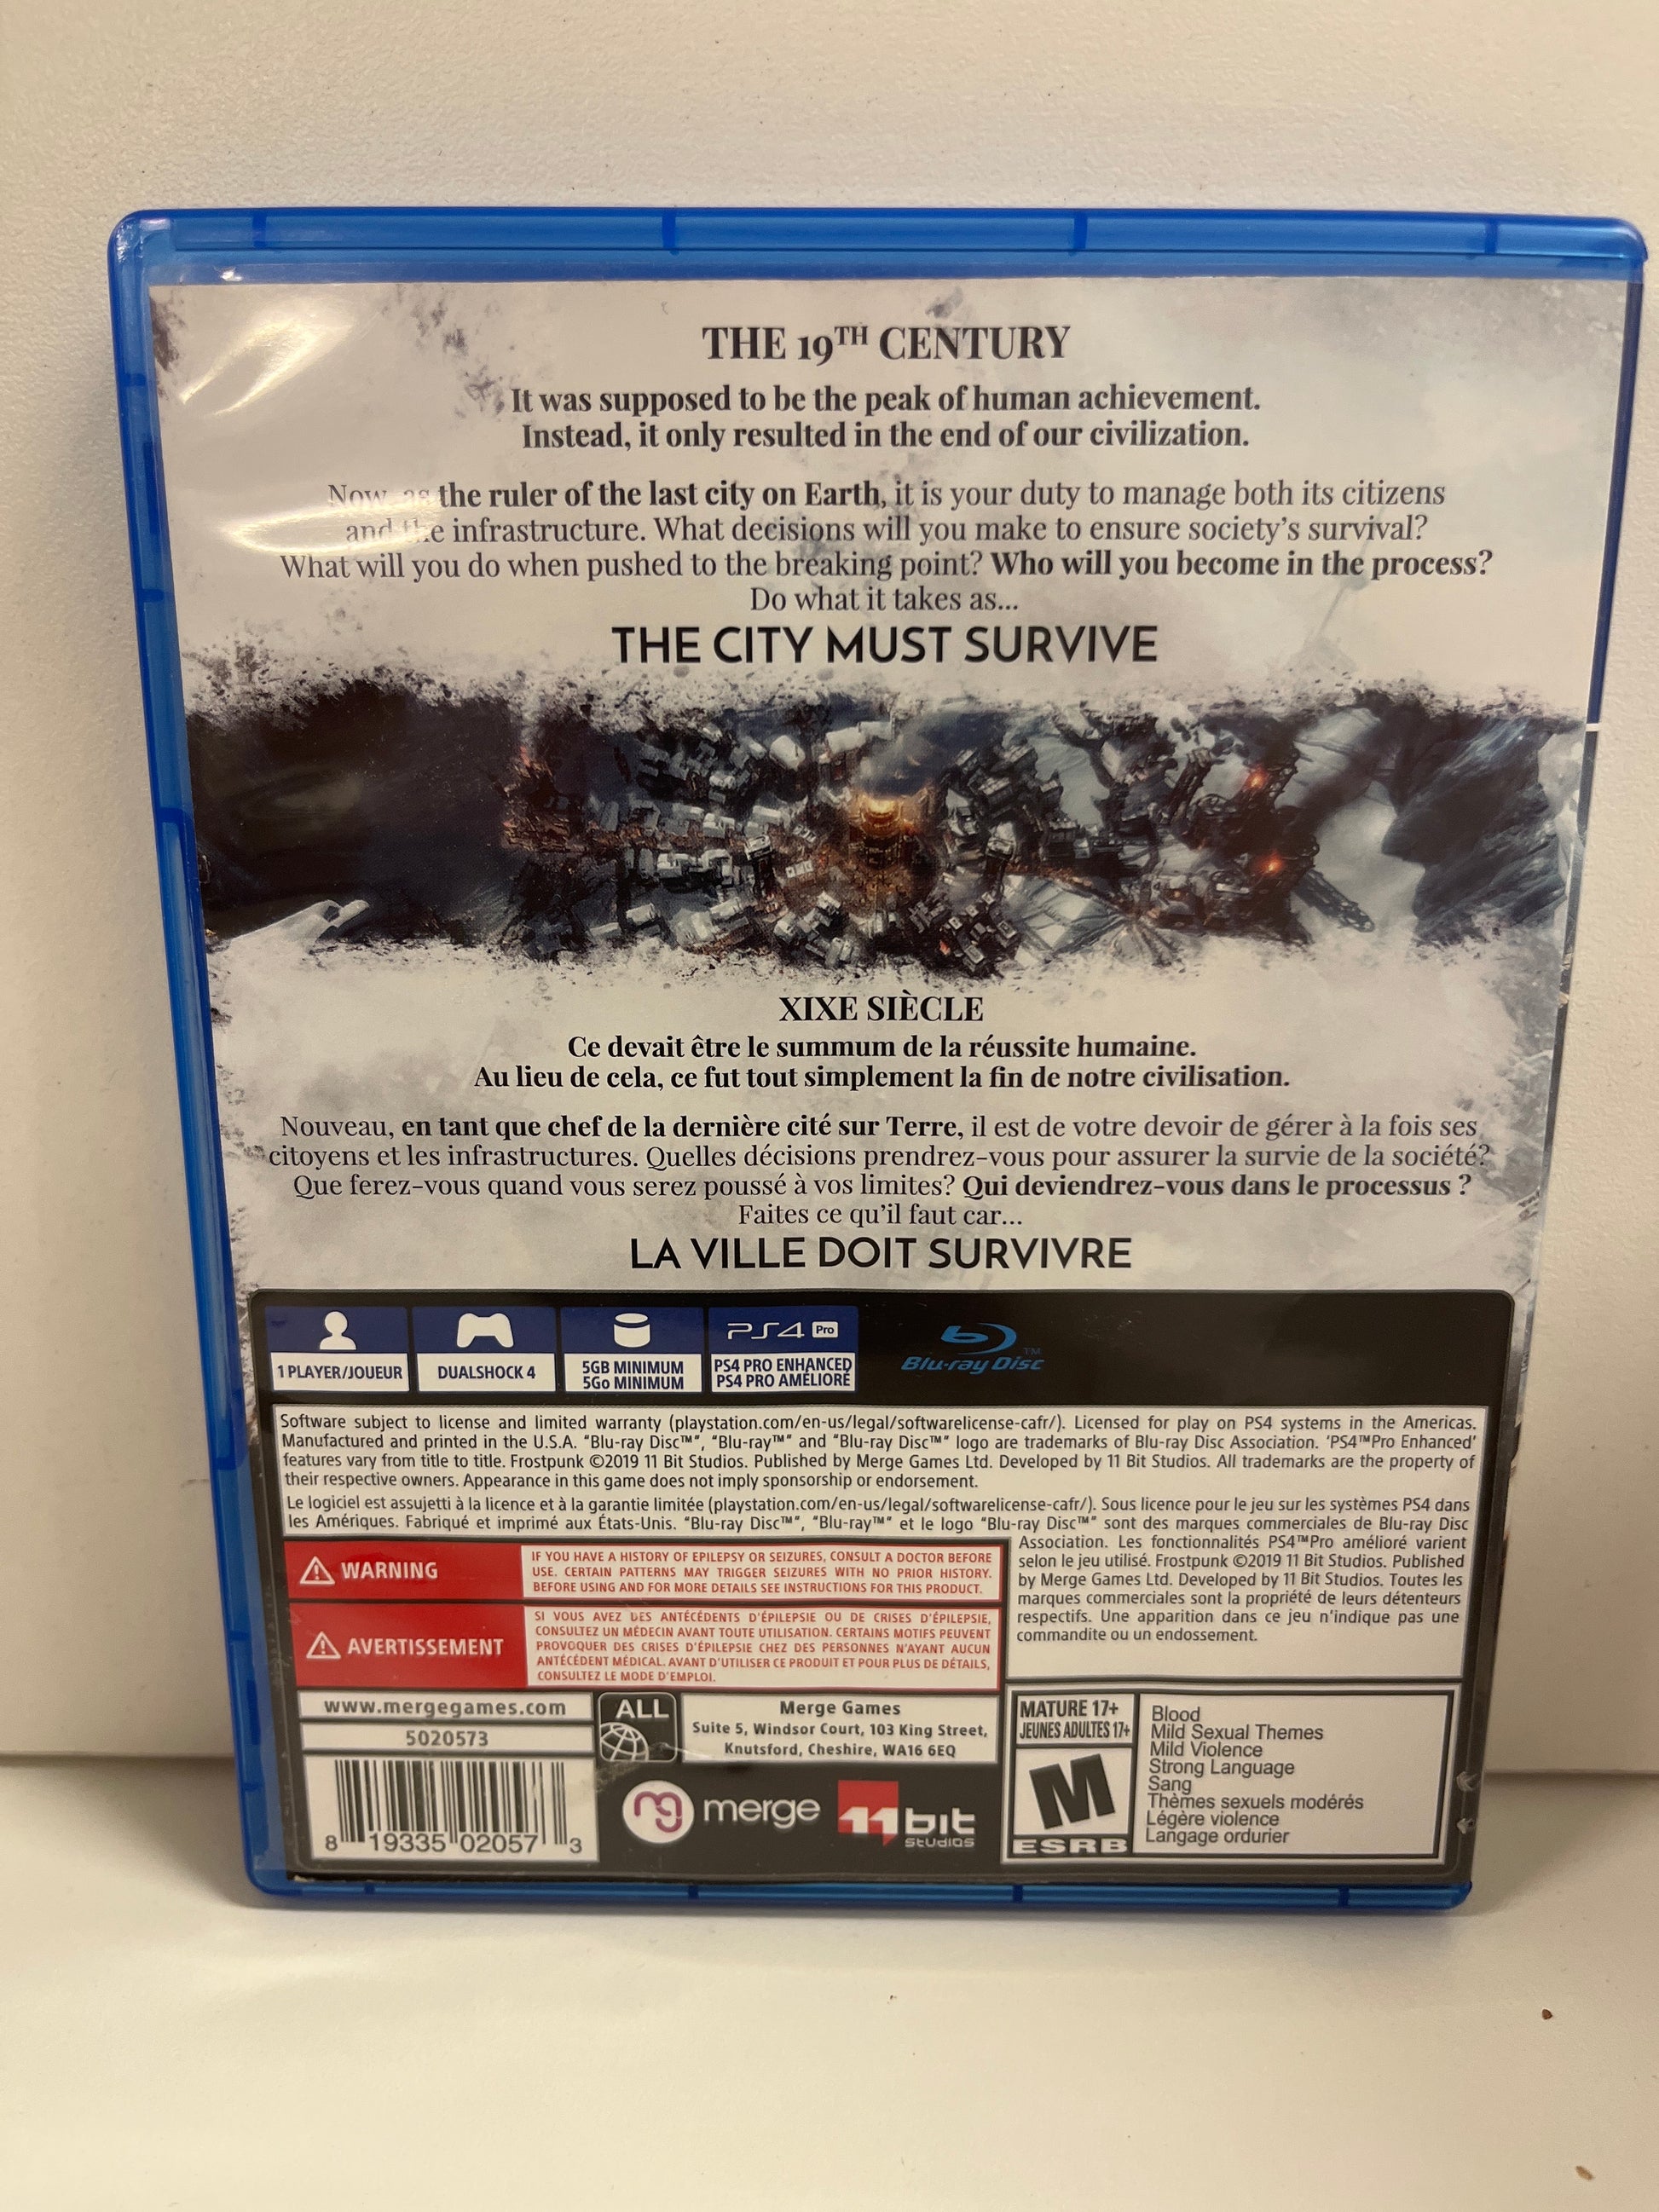 THE 19TH CENTURY
It was supposed to be the peak of human achievement.
Instead, it only resulted in the end of our civilization.
Now, as the ruler of the last city on Earth, it is your duty to manage both its citizens
and the infrastructure. What decisions will you make to ensure society's survival?
What will you do when pushed to the breaking point? Who will you become in the process?
Do what it takes as...
THE CITY MUST SURVIVE
XIXE SIÈCLE
Ce devait être le summum de la réussite humaine.
Au lieu de cela, ce fut tout simplement la fin de notre civilisation.
Nouveau, en tant que chef de la dernière cité sur Terre, il est de votre devoir de gérer à la fois ses
citoyens et les infrastructures. Quelles décisions prendrez-vous pour assurer la survie de la société?
Que ferez-vous quand vous serez poussé à vos limites? Qui deviendrez-vous dans le processus ?
Faites ce qu'il faut car...
LA VILLE DOIT SURVIVRE
1 PLAYER/JOUEUR
DUALSHOCK 4
5GB MINIMUM
5Go MINIMUM
PS4 Pro
PS4 PRO ENHANCED
PS4 PRO AMÉLIORÉ
Blu-ray Disc™
Software subject to license and limited warranty (playstation.com/en-us/legal/softwarelicense-cafr/). Licensed for play on PS4 systems in the Americas.
Manufactured and printed in the U.S.A. "Blu-ray Disc™", "Blu-ray™" and "Blu-ray Disc™" logo are trademarks of Blu-ray Disc Association. 'PS4™Pro Enhanced'
features vary from title to title. Frostpunk ©2019 11 Bit Studios. Published by Merge Games Ltd. Developed by 11 Bit Studios. All trademarks are the property of
their respective owners. Appearance in this game does not imply sponsorship or endorsement.
Le logiciel est assujetti à la licence et à la garantie limitée (playstation.com/en-us/legal/softwarelicense-cafr/). Sous licence pour le jeu sur les systèmes PS4 dans
les Amériques. Fabriqué et imprimé aux États-Unis. "Blu-ray Disc™", "Blu-ray™" et le logo "Blu-ray Disc™" sont des marques commerciales de Blu-ray Disc
Association. Les fonctionnalités PS4™Pro amélioré varient
selon le jeu utilisé. Frostpunk ©2019 11 Bit Studios. Published
by Merge Games Ltd. Developed by 11 Bit Studios. Toutes les
marques commerciales sont la propriété de leurs détenteurs
respectifs. Une apparition dans ce jeu n'indique pas une
commandite ou un endossement.
WARNING
IF YOU HAVE A HISTORY OF EPILEPSY OR SEIZURES, CONSULT A DOCTOR BEFORE
USE. CERTAIN PATTERNS MAY TRIGGER SEIZURES WITH NO PRIOR HISTORY.
BEFORE USING AND FOR MORE DETAILS SEE INSTRUCTIONS FOR THIS PRODUCT.
AVERTISSEMENT
SI VOUS AVEZ DES ANTÉCÉDENTS D'ÉPILEPSIE OU DE CRISES D'ÉPILEPSIE,
CONSULTEZ UN MÉDECIN AVANT TOUTE UTILISATION. CERTAINS MOTIFS PEUVENT
PROVOQUER DES CRISES D'ÉPILEPSIE CHEZ DES PERSONNES N'AYANT AUCUN
ANTÉCÉDENT MÉDICAL. AVANT D'UTILISER CE PRODUIT ET POUR PLUS DE DÉTAILS,
CONSULTEZ LE MODE D'EMPLOI.
www.mergegames.com
5020573
ALL
Merge Games
Suite 5, Windsor Court, 103 King Street,
Knutsford, Cheshire, WA16 6EQ
8 19335 02057 3
mg merge
11 bit studios
MATURE 17+
JEUNES ADULTES 17+
M
ESRB
Blood
Mild Sexual Themes
Mild Violence
Strong Language
Sang
Thèmes sexuels modérés
Légère violence
Langage ordurier